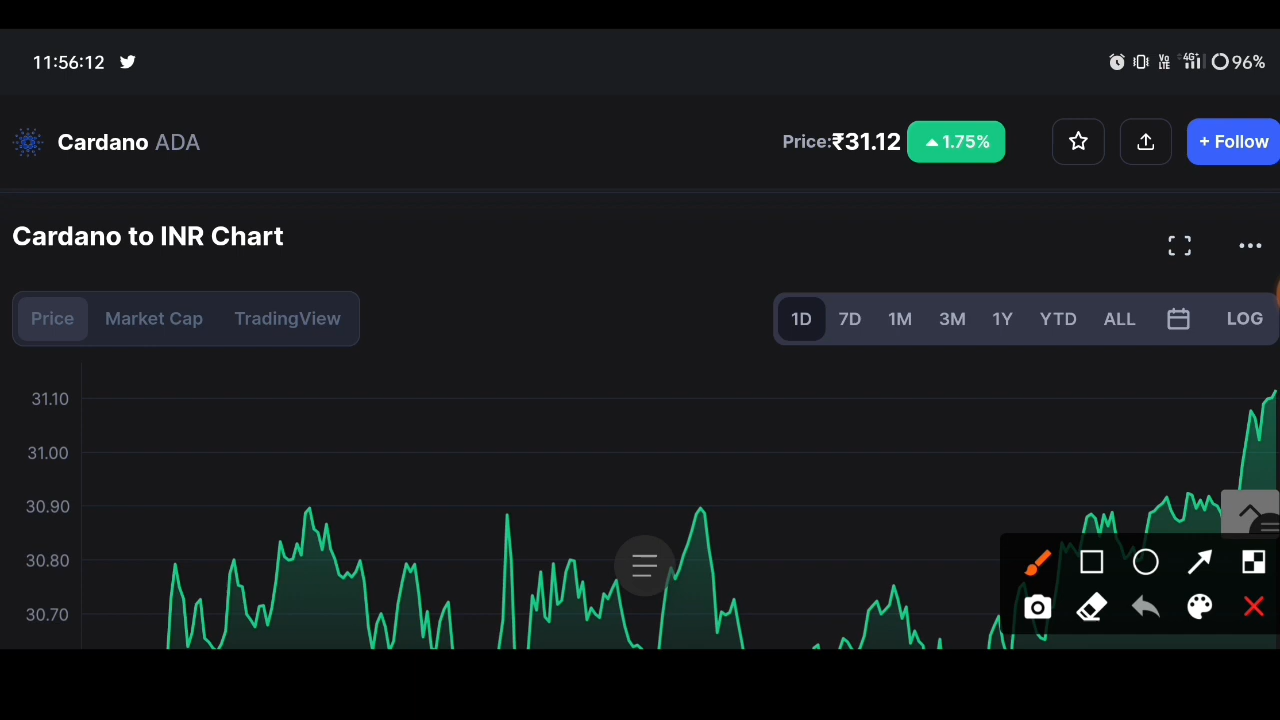 11:56:12 VoLTE 4G+ 96%
Cardano ADA Price:₹31.12 1.75% + Follow
Cardano to INR Chart
Price Market Cap TradingView 1D 7D 1M 3M 1Y YTD ALL LOG
31.10
31.00
30.90
30.80
30.70